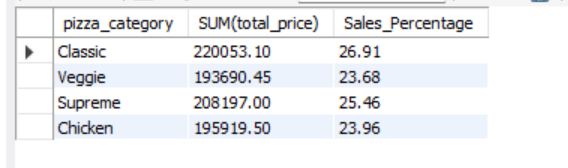 pizza_category SUM(total_price) Sales_Percentage
Classic 220053.10 26.91
Veggie 193690.45 23.68
Supreme 208197.00 25.46
Chicken 195919.50 23.96